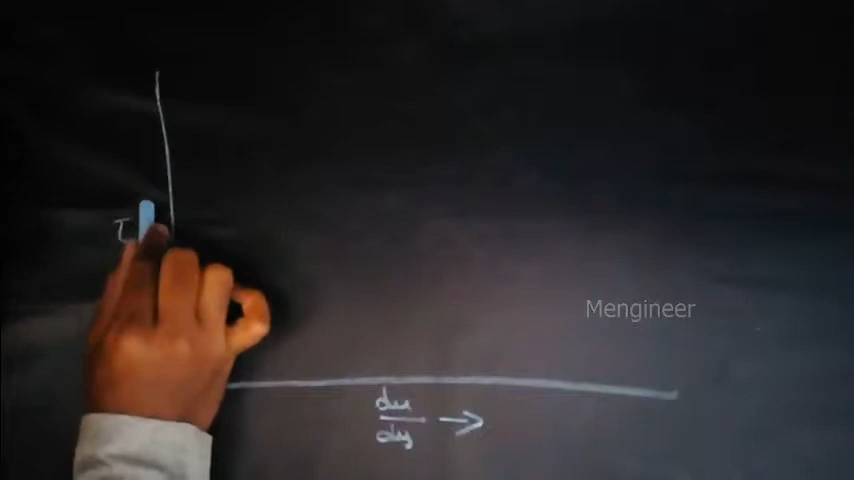 τ
Mengineer
du
dy →